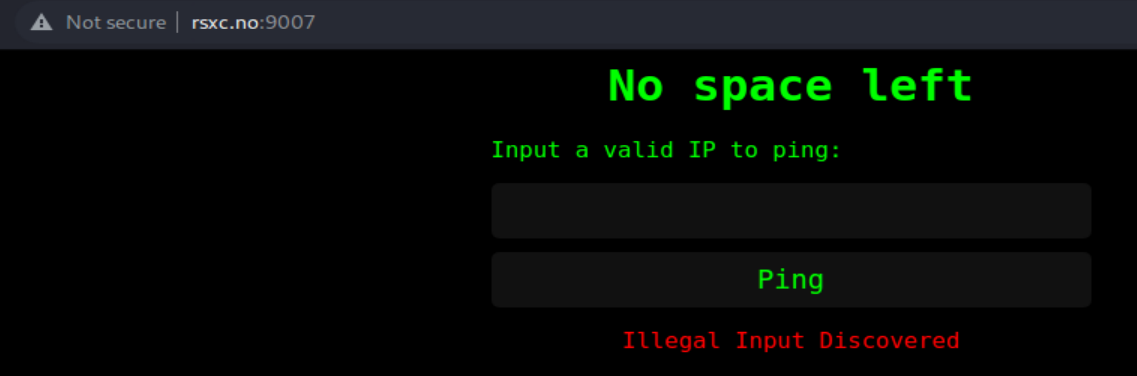 Not secure | rsxc.no:9007
No space left
Input a valid IP to ping:
Ping
Illegal Input Discovered